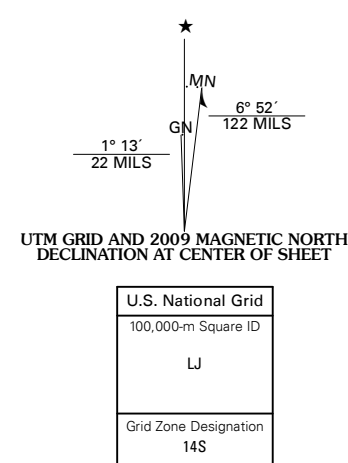 ★
MN
6° 52´
122 MILS
GN
1° 13´
22 MILS
UTM GRID AND 2009 MAGNETIC NORTH
DECLINATION AT CENTER OF SHEET
U.S. National Grid
100,000-m Square ID
LJ
Grid Zone Designation
14S